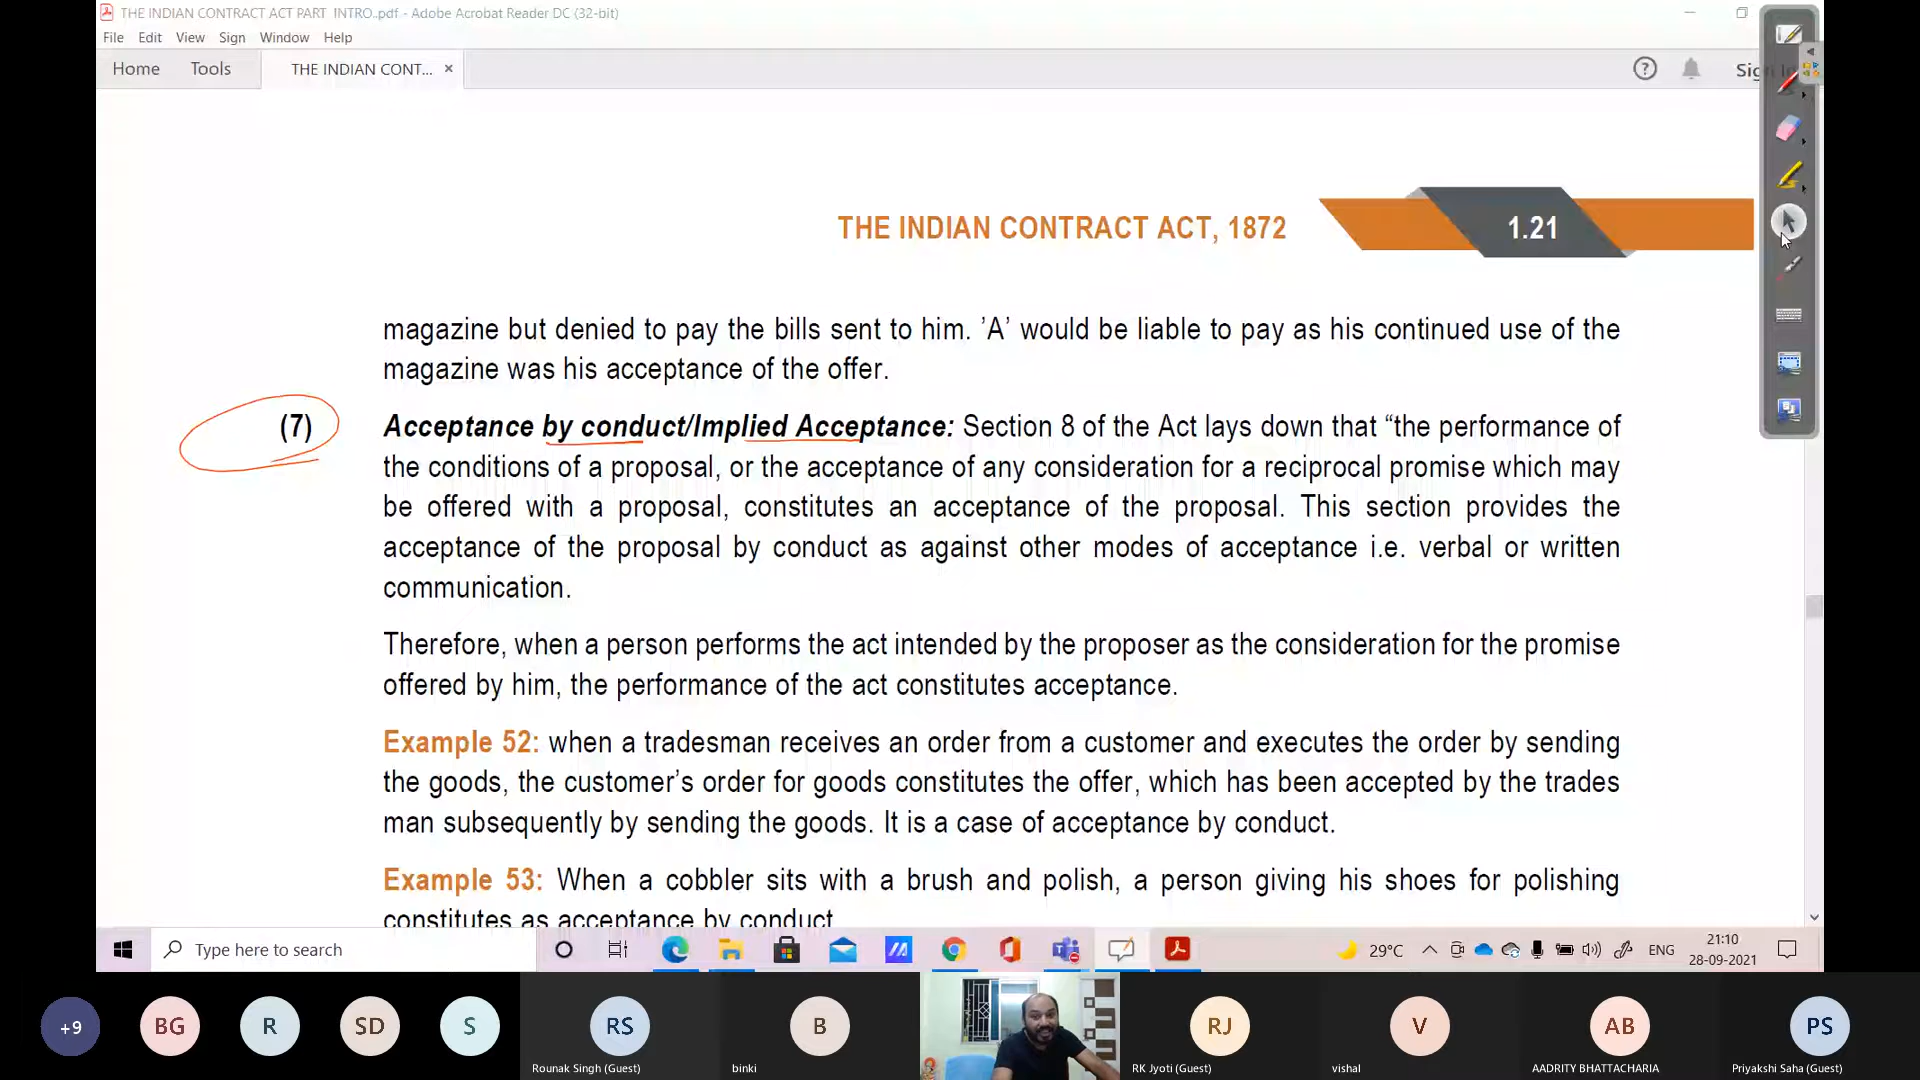 THE INDIAN CONTRACT ACT PART INTRO..pdf - Adobe Acrobat Reader DC (32-bit)
File Edit View Sign Window Help
Home Tools THE INDIAN CONT... × ?
THE INDIAN CONTRACT ACT, 1872 1.21
magazine but denied to pay the bills sent to him. ’A’ would be liable to pay as his continued use of the
magazine was his acceptance of the offer.
(7) Acceptance by conduct/Implied Acceptance: Section 8 of the Act lays down that “the performance of
the conditions of a proposal, or the acceptance of any consideration for a reciprocal promise which may
be offered with a proposal, constitutes an acceptance of the proposal. This section provides the
acceptance of the proposal by conduct as against other modes of acceptance i.e. verbal or written
communication.
Therefore, when a person performs the act intended by the proposer as the consideration for the promise
offered by him, the performance of the act constitutes acceptance.
Example 52: when a tradesman receives an order from a customer and executes the order by sending
the goods, the customer’s order for goods constitutes the offer, which has been accepted by the trades
man subsequently by sending the goods. It is a case of acceptance by conduct.
Example 53: When a cobbler sits with a brush and polish, a person giving his shoes for polishing
constitutes as acceptance by conduct
Type here to search 29°C ENG 21:10
28-09-2021
+9 BG R SD S RS B RJ V AB PS
Rounak Singh (Guest) binki RK Jyoti (Guest) vishal AADRITY BHATTACHARIA Priyakshi Saha (Guest)